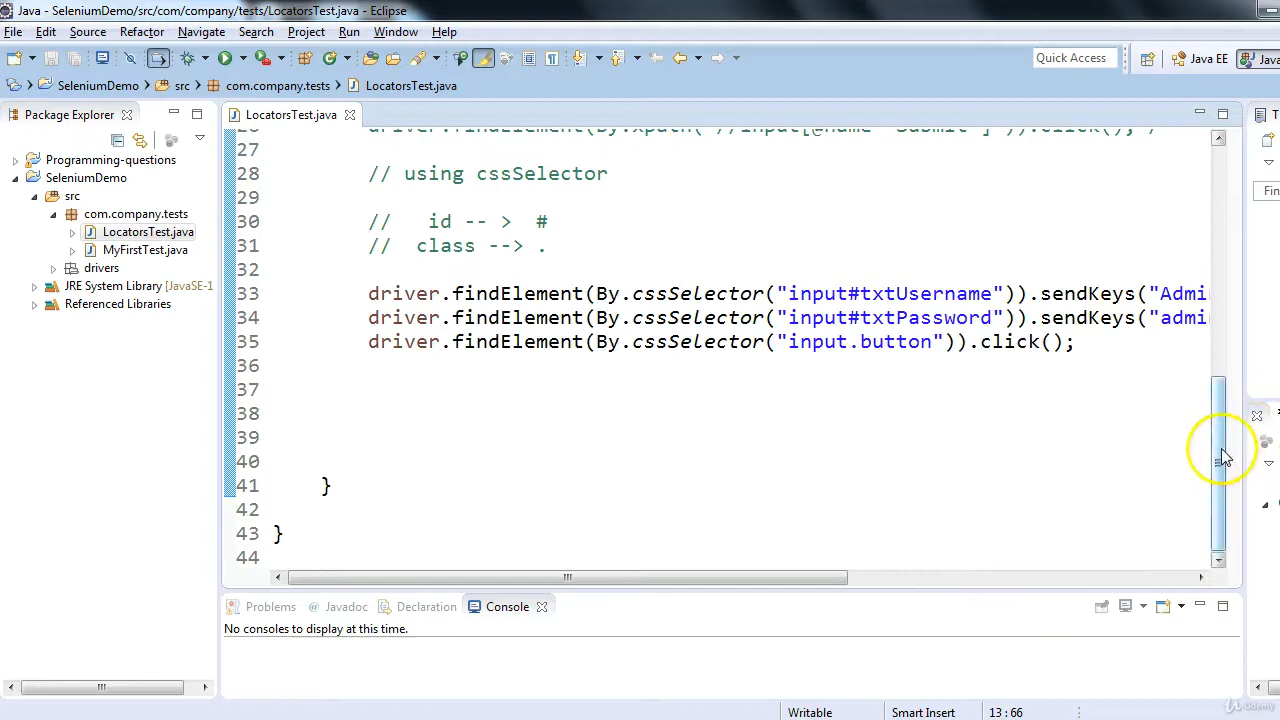 Java - SeleniumDemo/src/com/company/tests/LocatorsTest.java - Eclipse
File Edit Source Refactor Navigate Search Project Run Window Help
Quick Access Java EE Java
SeleniumDemo src com.company.tests LocatorsTest.java
Package Explorer
Programming-questions
SeleniumDemo
src
com.company.tests
LocatorsTest.java
MyFirstTest.java
drivers
JRE System Library [JavaSE-1
Referenced Libraries
LocatorsTest.java
27
28 // using cssSelector
29
30 // id -- > #
31 // class --> .
32
33 driver.findElement(By.cssSelector("input#txtUsername")).sendKeys("Admi
34 driver.findElement(By.cssSelector("input#txtPassword")).sendKeys("admi
35 driver.findElement(By.cssSelector("input.button")).click();
36
37
38
39
40
41 }
42
43 }
44
Fin
Problems Javadoc Declaration Console
No consoles to display at this time.
Writable Smart Insert 13 : 66
Udemy